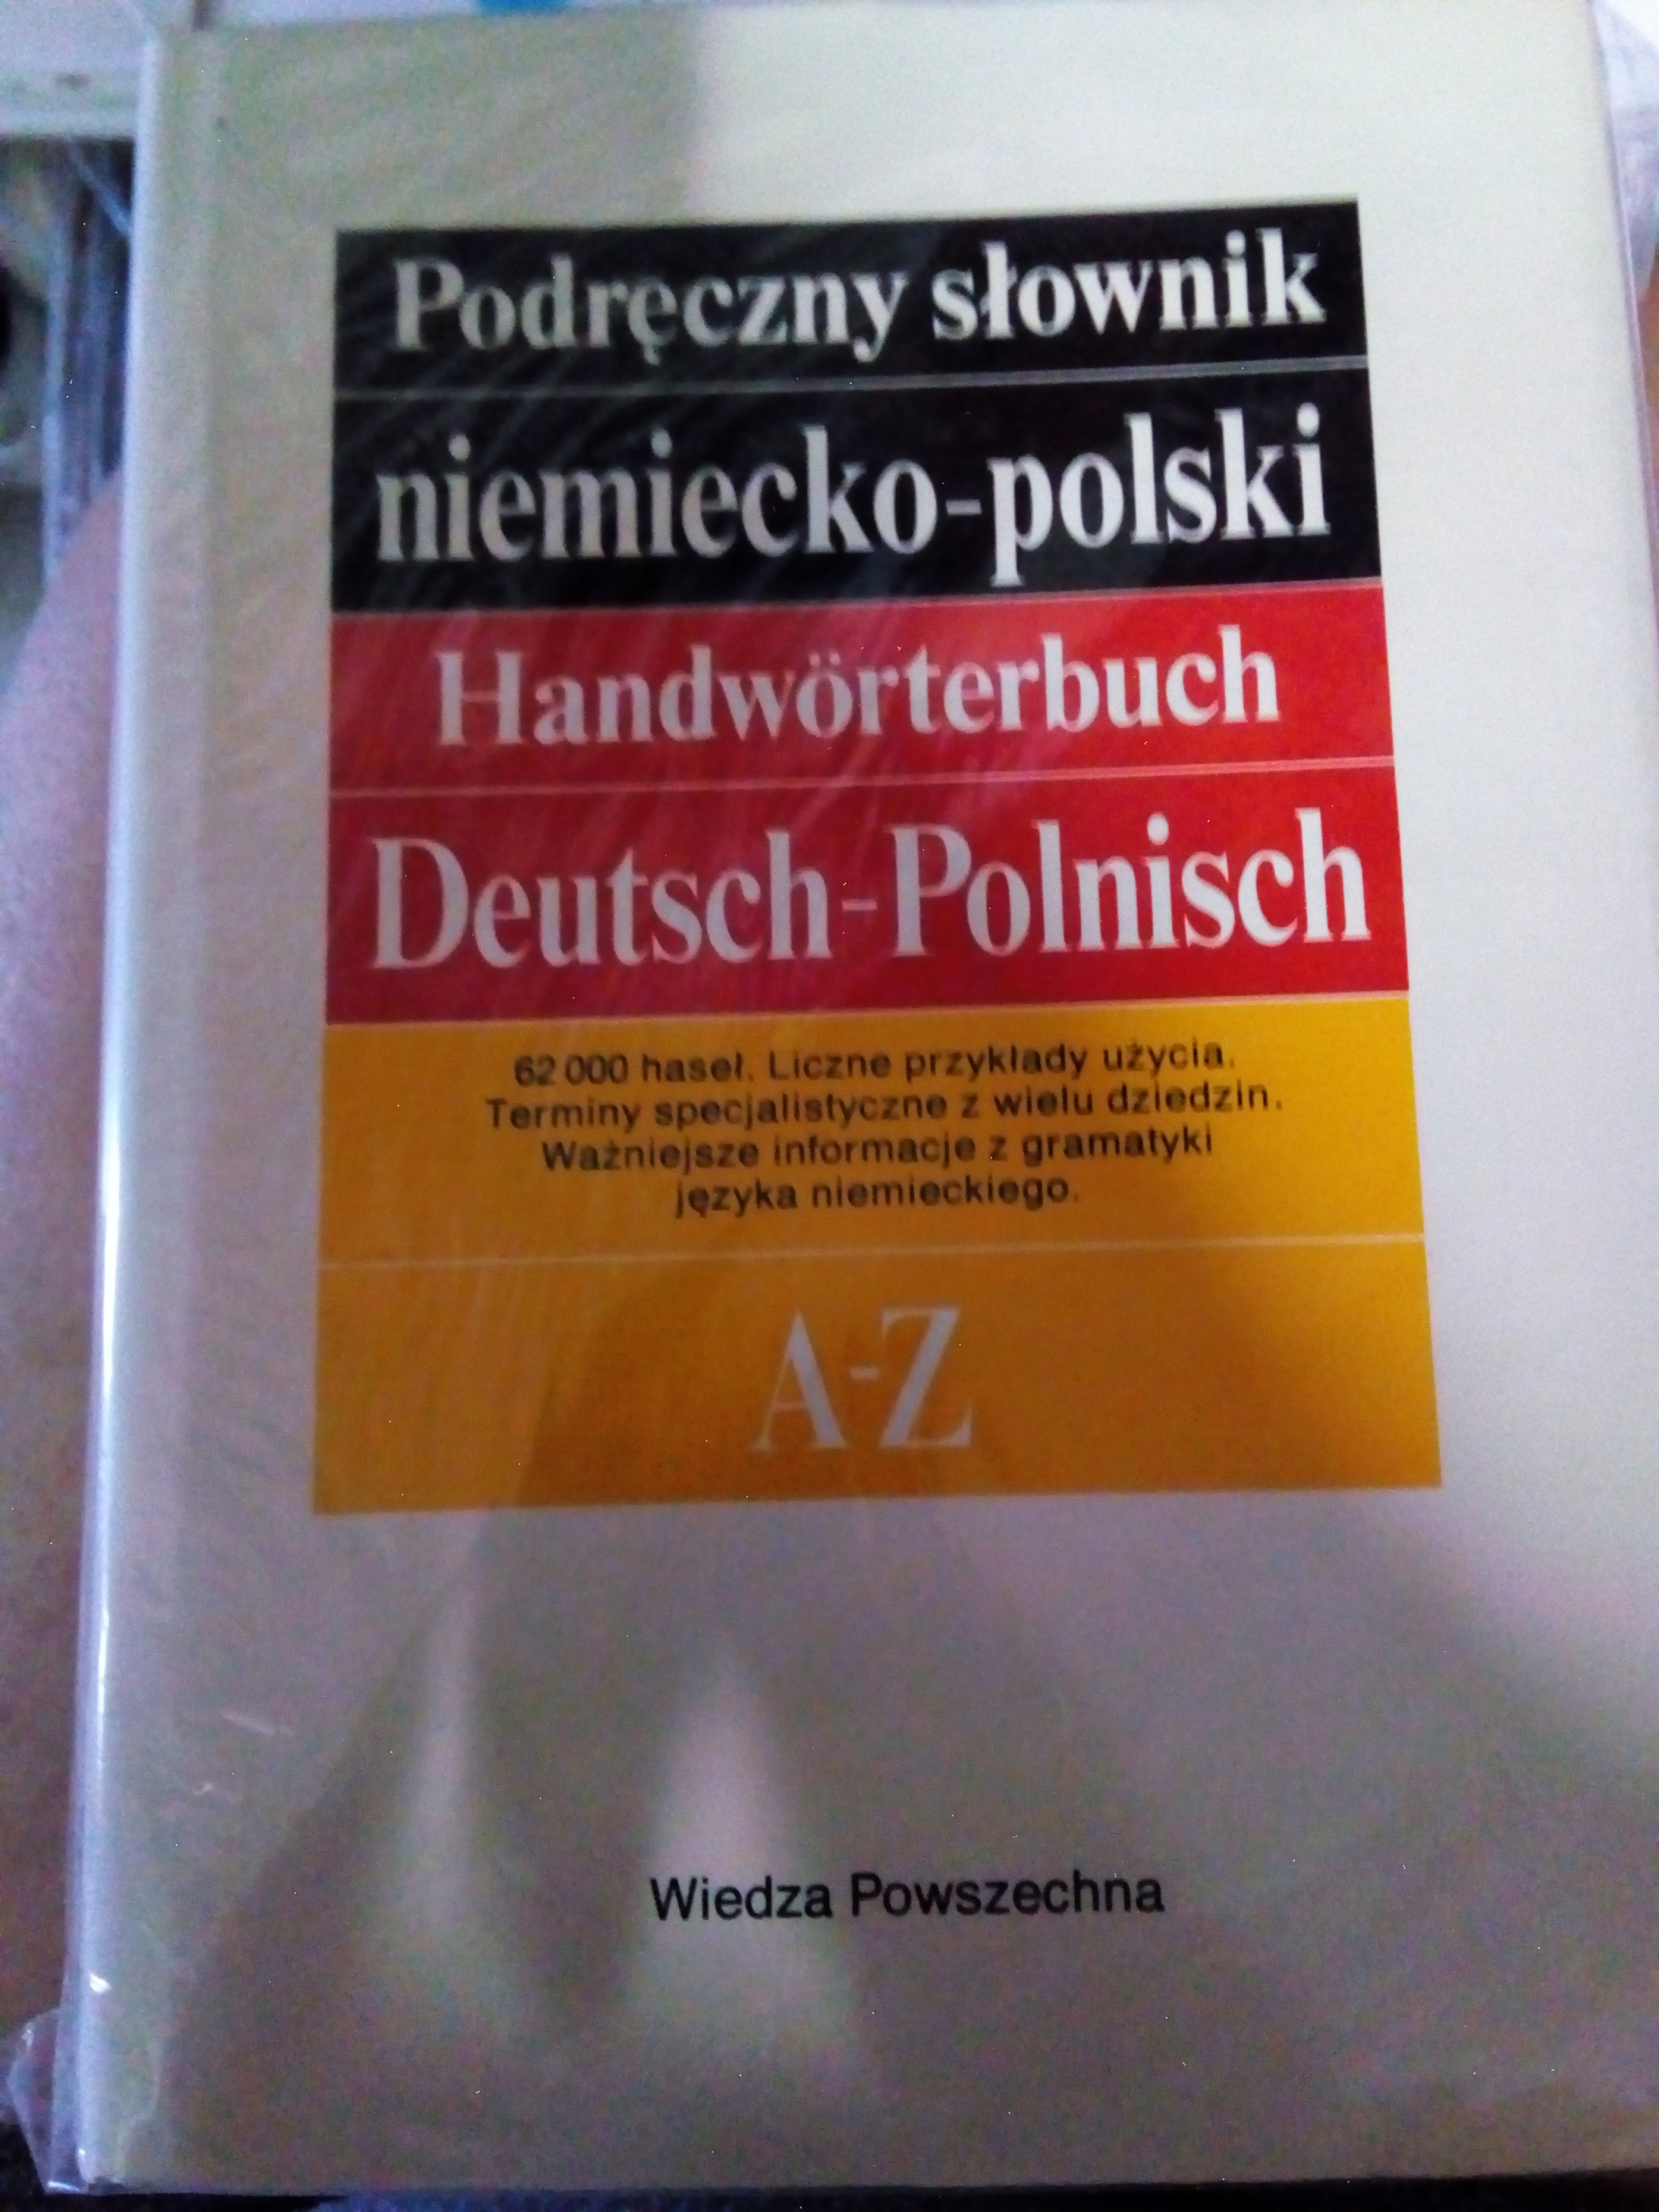 Podręczny słownik
niemiecko-polski
Handwörterbuch
Deutsch-Polnisch
62 000 haseł. Liczne przykłady użycia.
Terminy specjalistyczne z wielu dziedzin.
Ważniejsze informacje z gramatyki
języka niemieckiego.
A-Z
Wiedza Powszechna